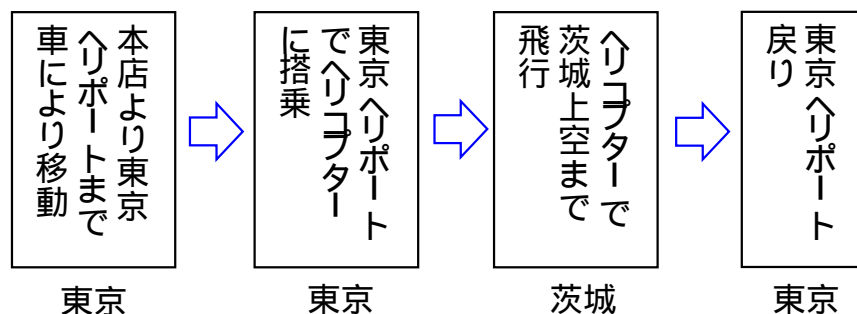 本店より東京
ヘリポートまで
車により移動
東京ヘリポート
でヘリコプター
に搭乗
ヘリコプターで
茨城上空まで
飛行
東京ヘリポート
戻り
東京
東京
茨城
東京